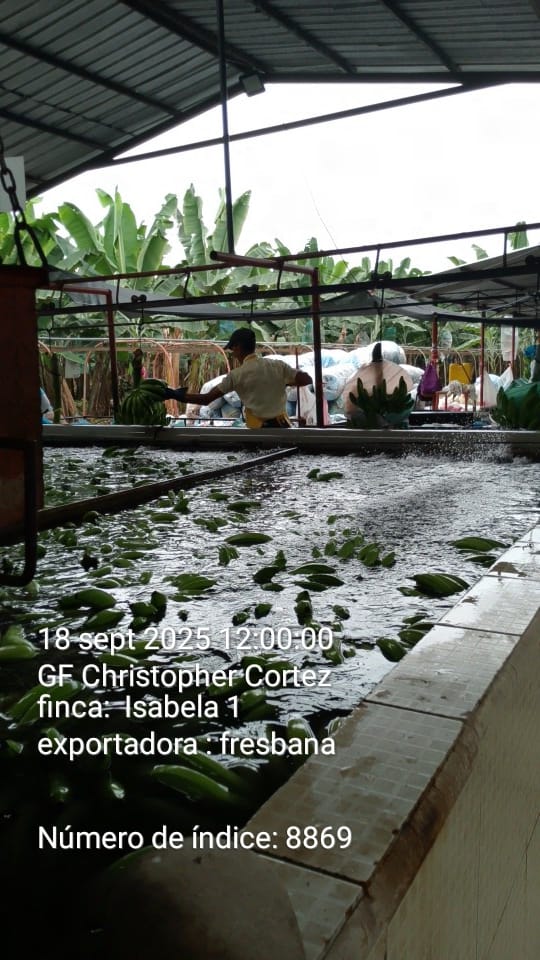 18 sept 2025 12:00:00
GF Christopher Cortez
finca:  Isabela 1
exportadora : fresbana
Número de índice: 8869